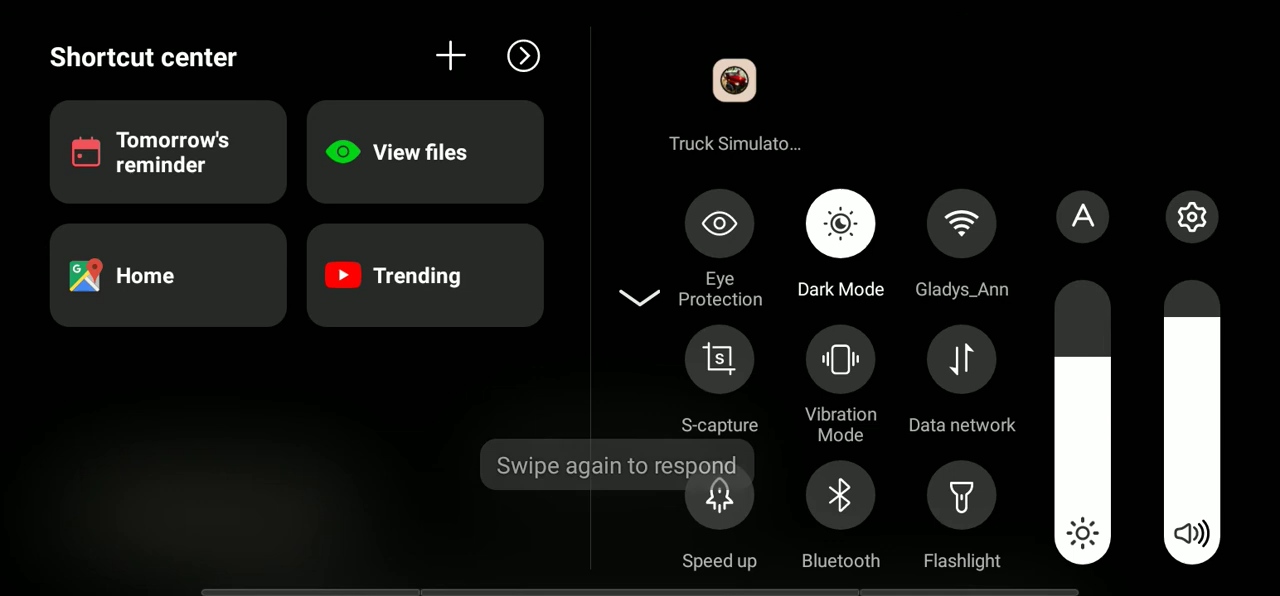 Shortcut center
Tomorrow's
reminder
View files
Home
Trending
Truck Simulato...
Eye
Protection
Dark Mode
Gladys_Ann
A
S-capture
Vibration
Mode
Data network
Swipe again to respond
Speed up
Bluetooth
Flashlight